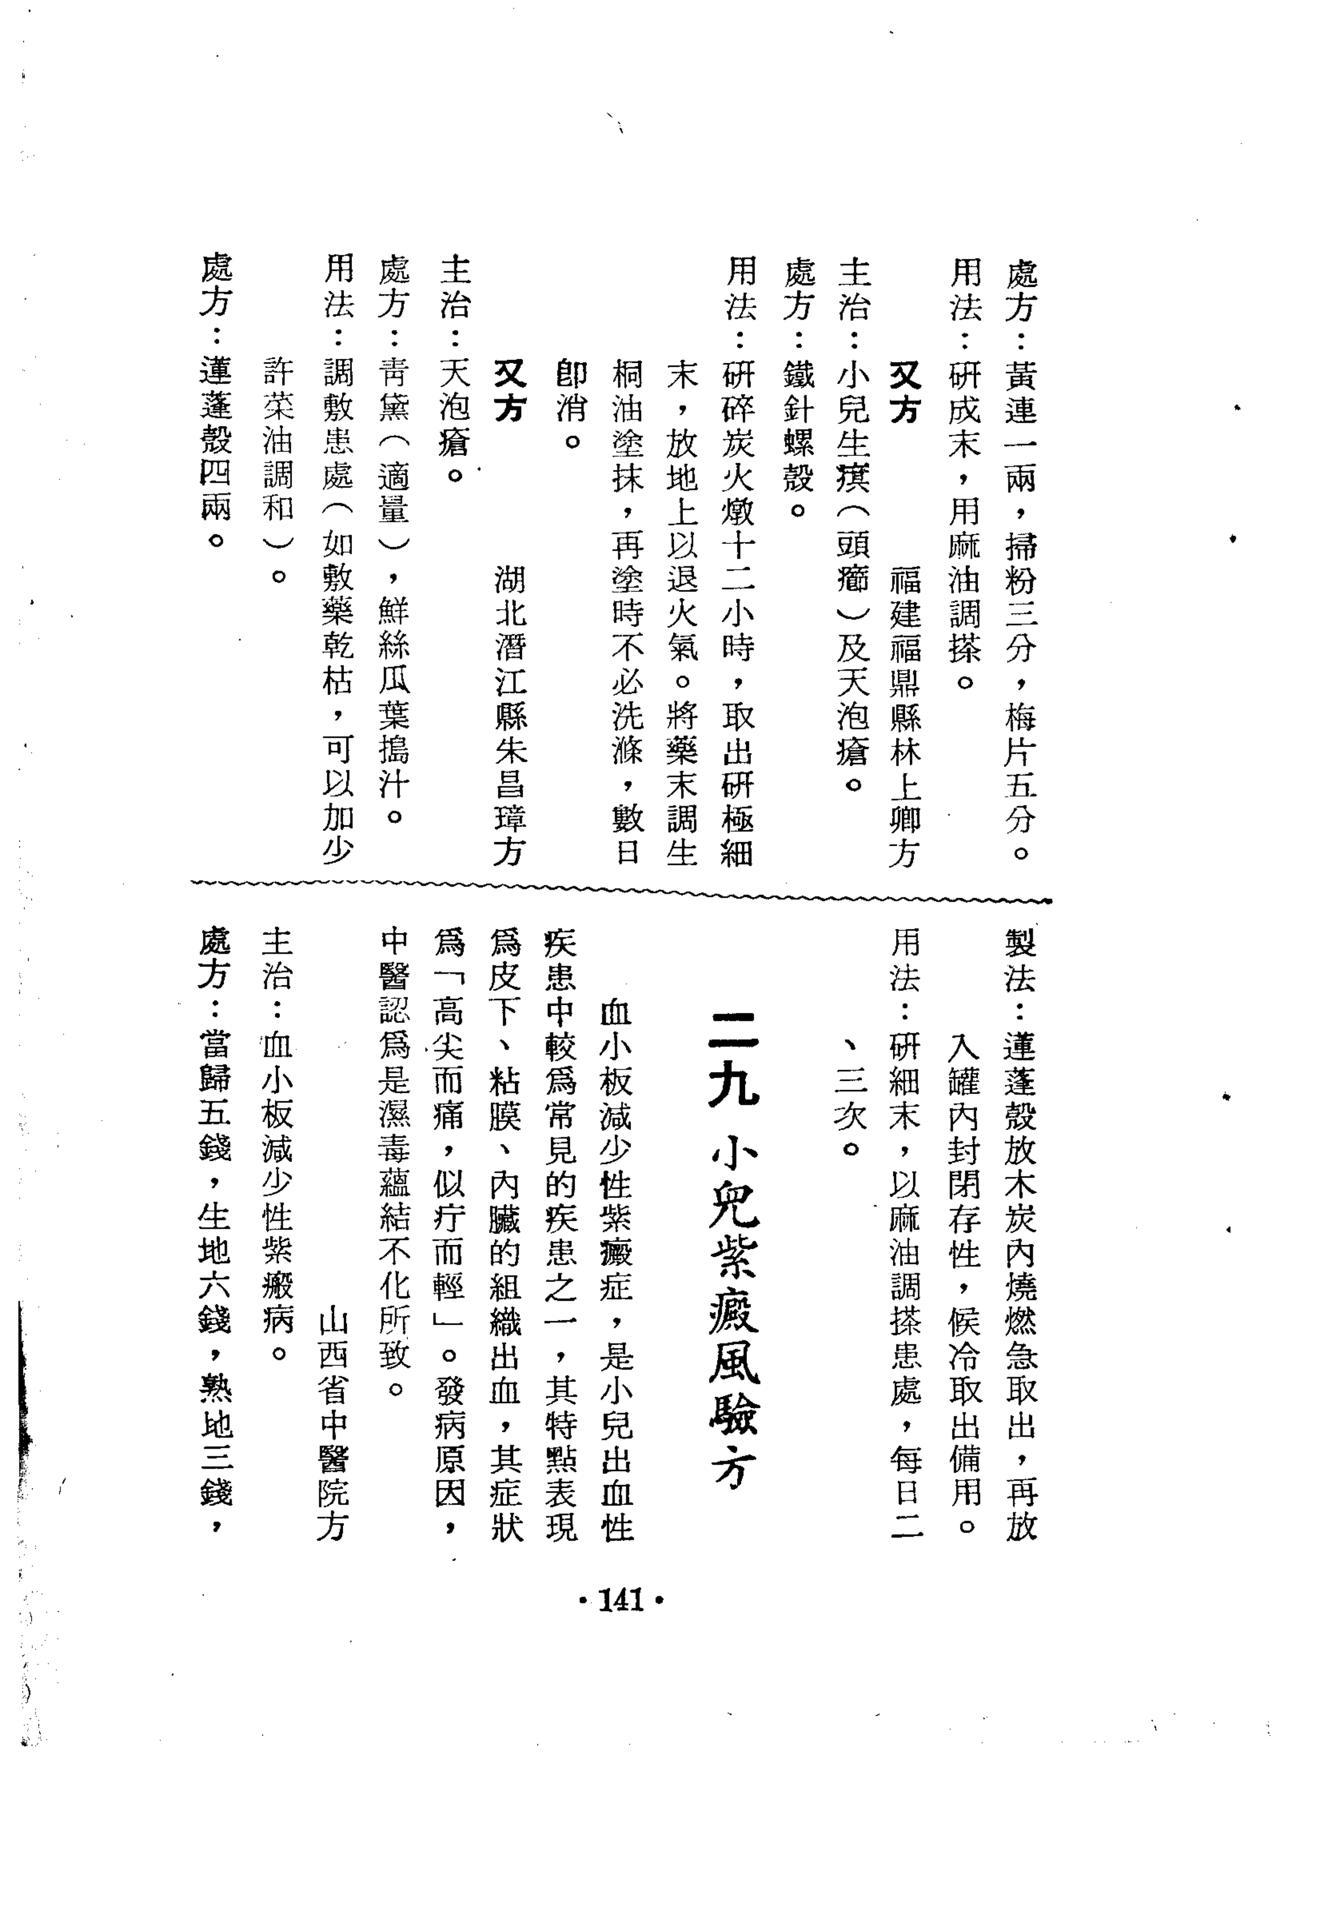 處方：黃連一兩，掃粉三分，梅片五分。
用法：研成末，用麻油調搽。
又方　　　　福建福鼎縣林上卿方
主治：小兒生㾺（頭癤）及天泡瘡。
處方：鐵針螺殼。
用法：研碎炭火燉十二小時，取出研極細
末，放地上以退火氣。將藥末調生
桐油塗抹，再塗時不必洗滌，數日
卽消。
又方　　　　湖北潛江縣朱昌璋方
主治：天泡瘡。
處方：靑黛（適量），鮮絲瓜葉搗汁。
用法：調敷患處（如敷藥乾枯，可以加少
許菜油調和）。
處方：蓮蓬殼四兩。
製法：蓮蓬殼放木炭內燒燃急取出，再放
入罐內封閉存性，候冷取出備用。
用法：研細末，以麻油調搽患處，每日二
、三次。
二九 小兒紫癜風驗方
血小板減少性紫癜症，是小兒出血性
疾患中較爲常見的疾患之一，其特點表現
爲皮下、粘膜、內臟的組織出血，其症狀
爲「高尖而痛，似疔而輕」。發病原因，
中醫認爲是濕毒蘊結不化所致。
山西省中醫院方
主治：血小板減少性紫瘢病。
處方：當歸五錢，生地六錢，熟地三錢，
·141·